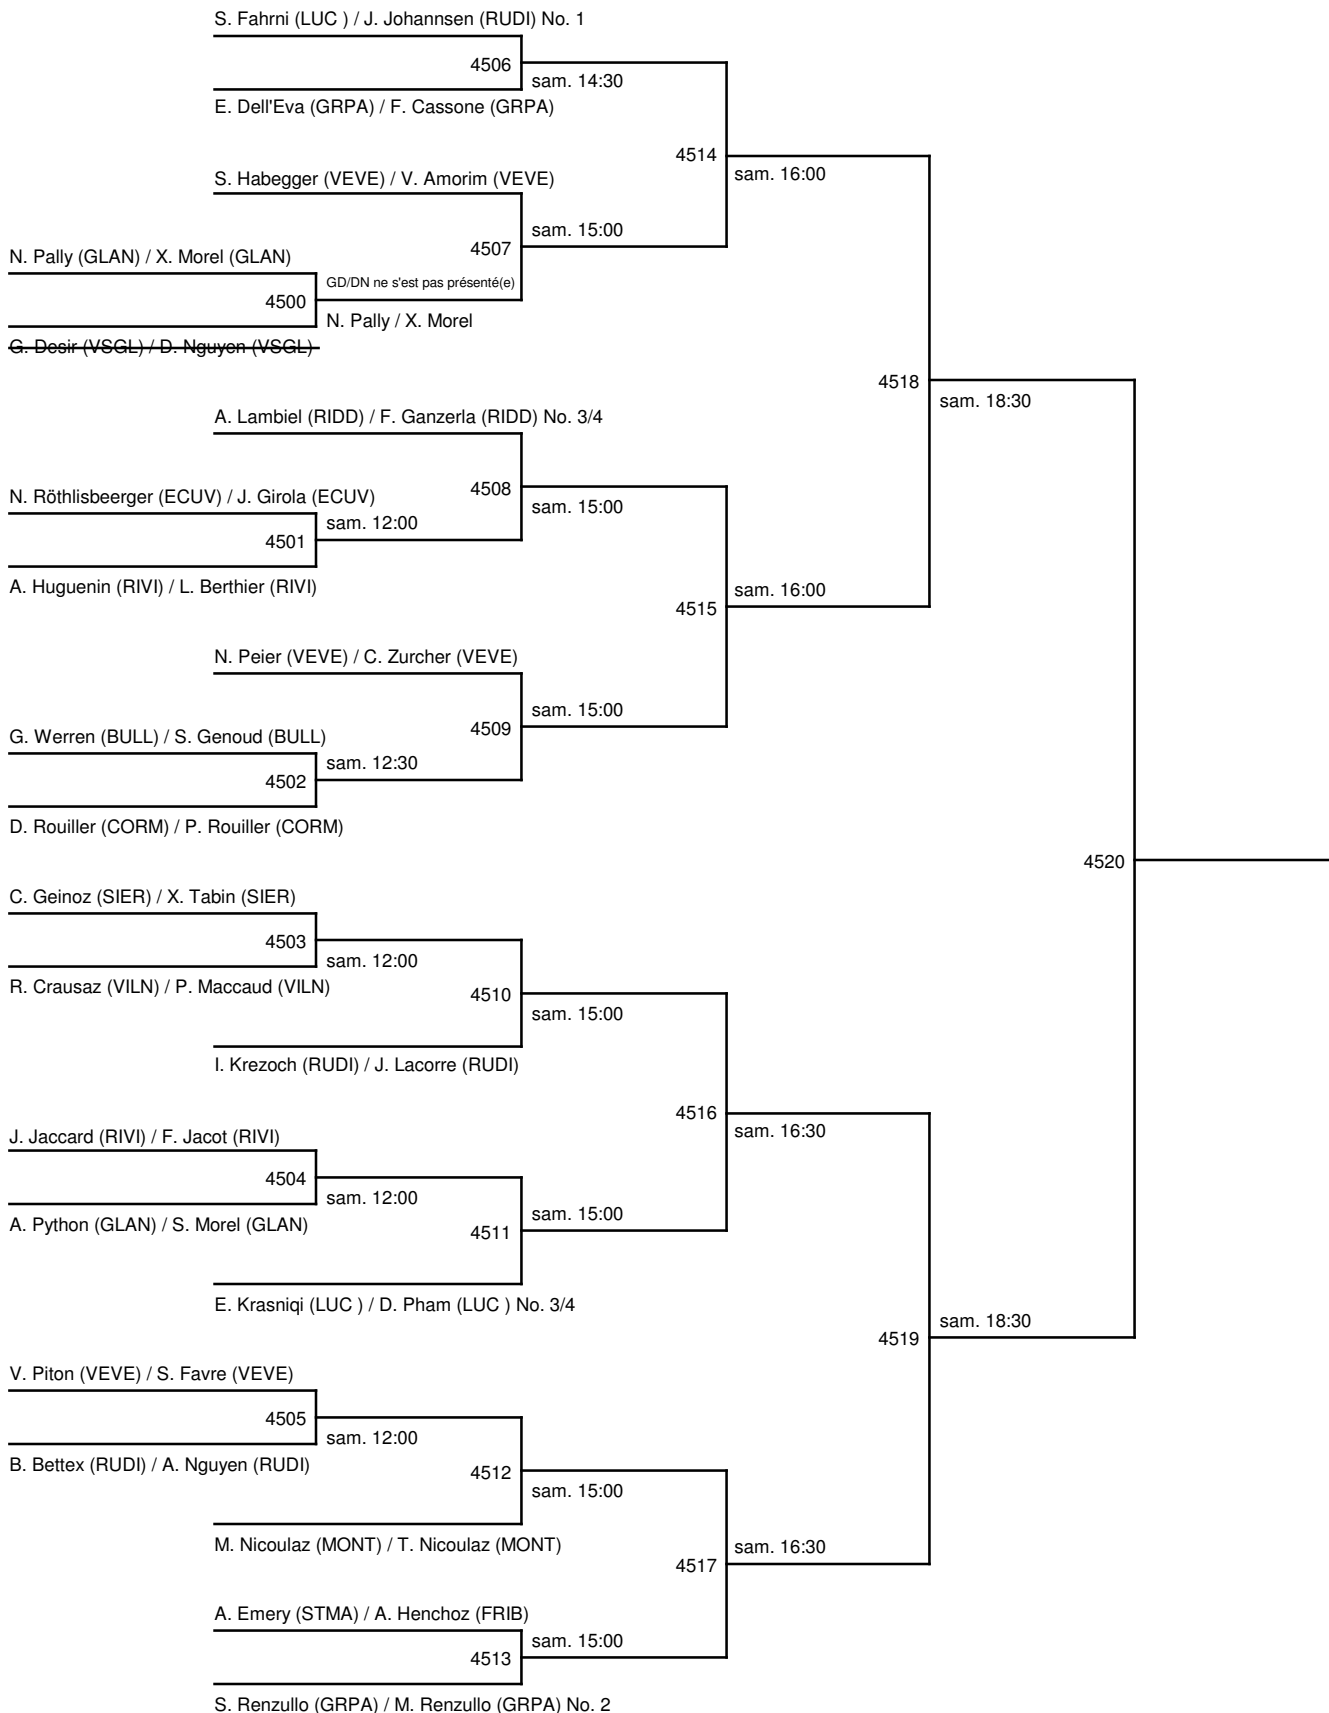 S. Fahrni (LUC ) / J. Johannsen (RUDI) No. 1
4506
sam. 14:30
E. Dell'Eva (GRPA) / F. Cassone (GRPA)
4514
sam. 16:00
S. Habegger (VEVE) / V. Amorim (VEVE)
sam. 15:00
4507
N. Pally (GLAN) / X. Morel (GLAN)
GD/DN ne s'est pas présenté(e)
4500
N. Pally / X. Morel
G. Desir (VSGL) / D. Nguyen (VSGL)
4518
sam. 18:30
A. Lambiel (RIDD) / F. Ganzerla (RIDD) No. 3/4
4508
N. Röthlisbeerger (ECUV) / J. Girola (ECUV)
sam. 15:00
sam. 12:00
4501
A. Huguenin (RIVI) / L. Berthier (RIVI)
sam. 16:00
4515
N. Peier (VEVE) / C. Zurcher (VEVE)
sam. 15:00
4509
G. Werren (BULL) / S. Genoud (BULL)
sam. 12:30
4502
D. Rouiller (CORM) / P. Rouiller (CORM)
4520
C. Geinoz (SIER) / X. Tabin (SIER)
4503
sam. 12:00
R. Crausaz (VILN) / P. Maccaud (VILN)
4510
sam. 15:00
I. Krezoch (RUDI) / J. Lacorre (RUDI)
4516
sam. 16:30
J. Jaccard (RIVI) / F. Jacot (RIVI)
4504
sam. 12:00
A. Python (GLAN) / S. Morel (GLAN)
sam. 15:00
4511
E. Krasniqi (LUC ) / D. Pham (LUC ) No. 3/4
sam. 18:30
4519
V. Piton (VEVE) / S. Favre (VEVE)
4505
sam. 12:00
B. Bettex (RUDI) / A. Nguyen (RUDI)
4512
sam. 15:00
M. Nicoulaz (MONT) / T. Nicoulaz (MONT)
sam. 16:30
4517
A. Emery (STMA) / A. Henchoz (FRIB)
sam. 15:00
4513
S. Renzullo (GRPA) / M. Renzullo (GRPA) No. 2